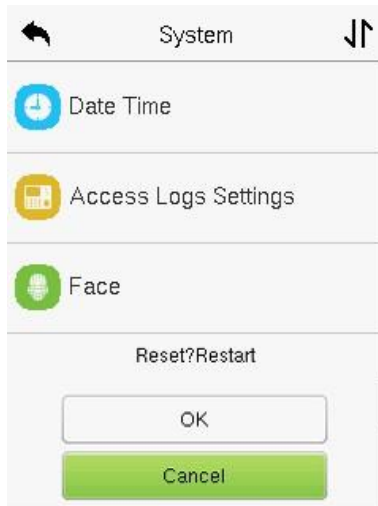 System
Date Time
Access Logs Settings
Face
Reset?Restart
OK
Cancel